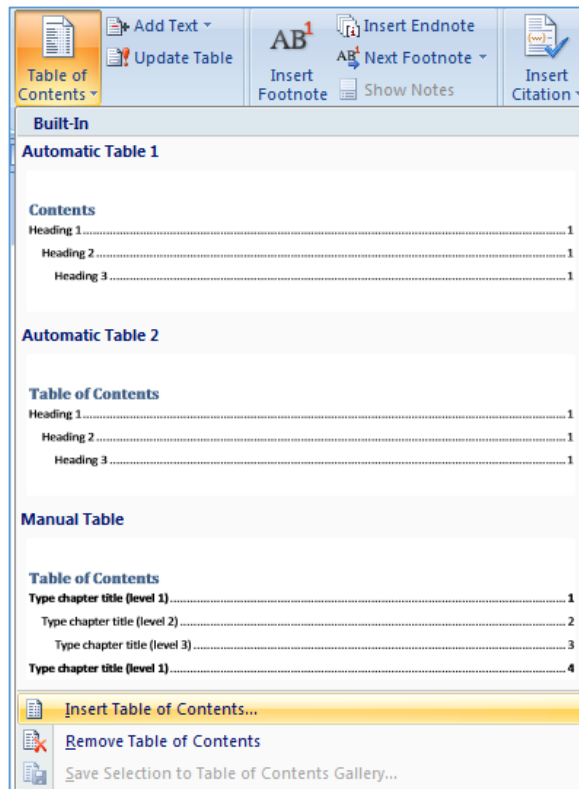 Add Text
Update Table
Table of
Contents
AB1
Insert
Footnote
Insert Endnote
AB Next Footnote
Show Notes
Insert
Citation
Built-In
Automatic Table 1
Contents
Heading 1........................................................................1
Heading 2........................................................................1
Heading 3........................................................................1
Automatic Table 2
Table of Contents
Heading 1........................................................................1
Heading 2........................................................................1
Heading 3........................................................................1
Manual Table
Table of Contents
Type chapter title (level 1)........................................................................1
Type chapter title (level 2)........................................................................2
Type chapter title (level 3)........................................................................3
Type chapter title (level 1)........................................................................4
Insert Table of Contents...
Remove Table of Contents
Save Selection to Table of Contents Gallery...